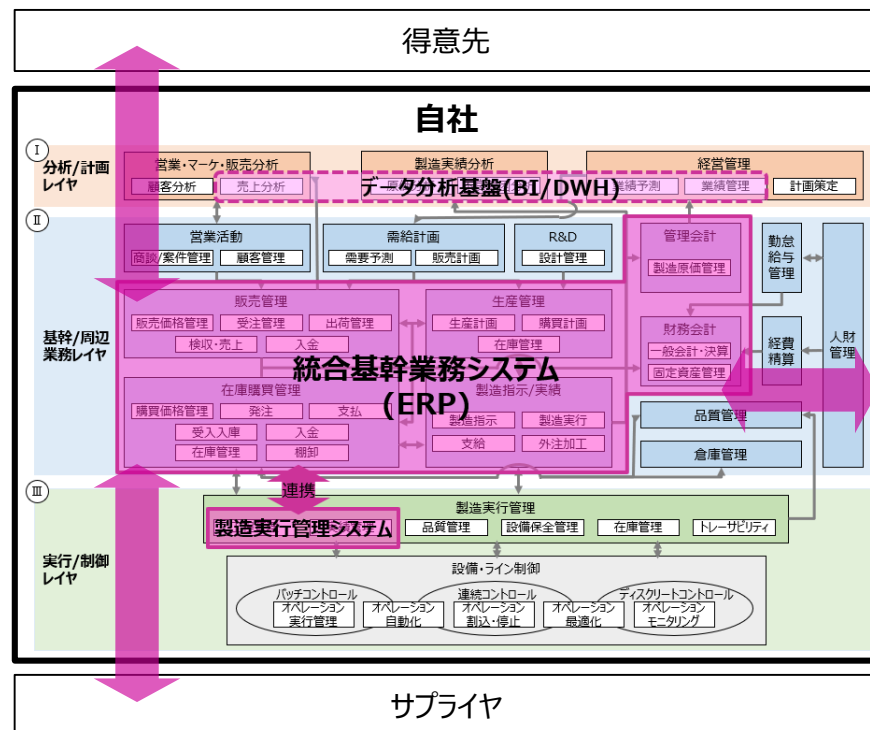 得意先
自社
Ⅰ
分析/計画
レイヤ
営業・マーケ・販売分析
顧客分析
売上分析
製造実績分析
データ分析基盤(BI/DWH)
経営管理
業績予測
業績管理
計画策定
Ⅱ
基幹/周辺
業務レイヤ
営業活動
商談/案件管理
顧客管理
需給計画
需要予測
販売計画
R&D
設計管理
管理会計
製造原価管理
勤怠
給与
管理
販売管理
販売価格管理
受注管理
出荷管理
検収・売上
入金
生産管理
生産計画
購買計画
在庫管理
財務会計
一般会計・決算
固定資産管理
経費
精算
人財
管理
統合基幹業務システム
(ERP)
在庫購買管理
購買価格管理
発注
支払
受入入庫
入金
在庫管理
棚卸
製造指示/実績
製造指示
製造実行
支給
外注加工
品質管理
倉庫管理
連携
Ⅲ
実行/制御
レイヤ
製造実行管理
製造実行管理システム
品質管理
設備保全管理
在庫管理
トレーサビリティ
設備・ライン制御
バッチコントロール
連続コントロール
ディスクリートコントロール
オペレーション
実行管理
オペレーション
自動化
オペレーション
割込・停止
オペレーション
最適化
オペレーション
モニタリング
サプライヤ